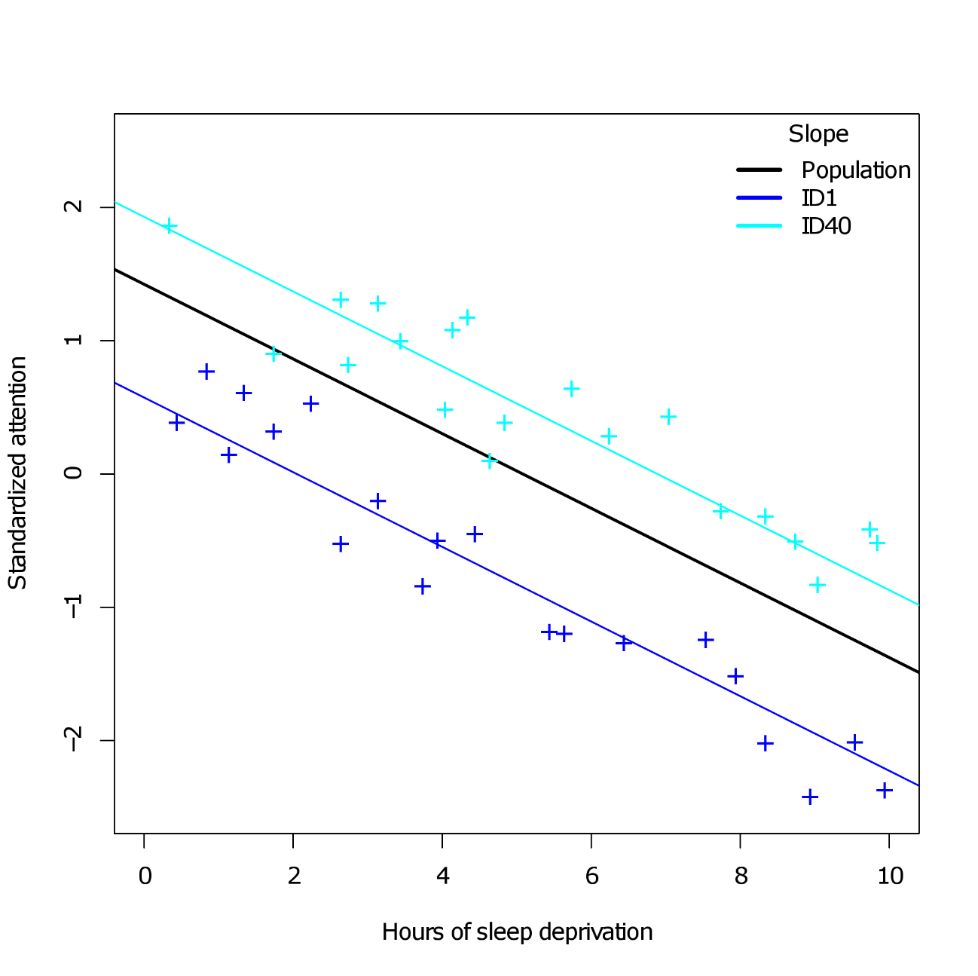 Slope
Population
ID1
ID40
2
1
0
−1
−2
Standardized attention
0 2 4 6 8 10
Hours of sleep deprivation